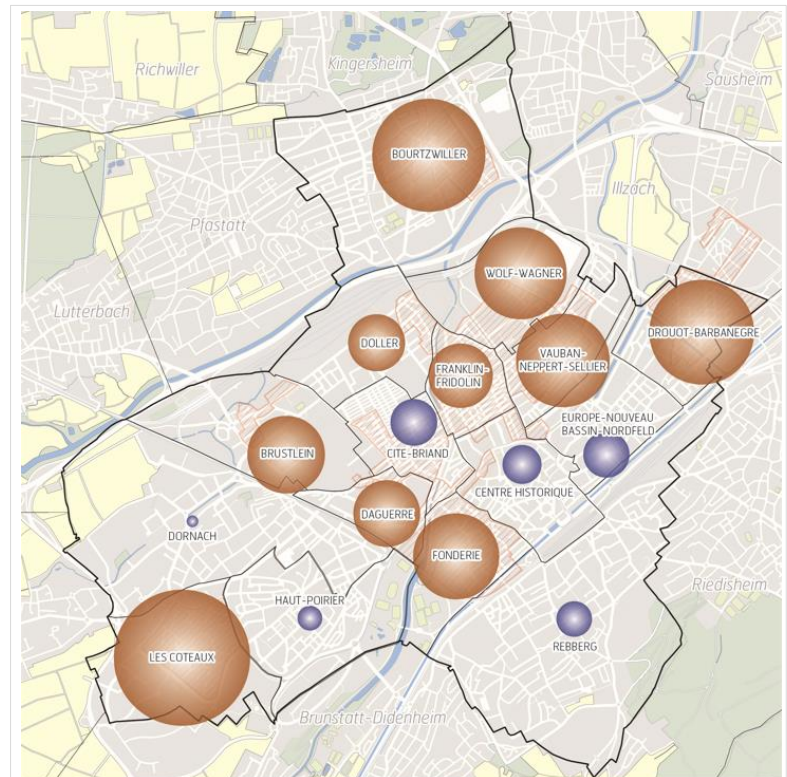 Kingersheim
Richwiller
Sausheim
BOURTZWILLER
Illzach
Pfastatt
WOLF-WAGNER
Lutterbach
DROUOT-BARBANEGRE
DOLLER
VAUBAN-
NEPPERT-SELLIER
FRANKLIN-
FRIDOLIN
EUROPE-NOUVEAU
BASSIN-NORDFELD
CITE-BRIAND
BRUSTLEIN
CENTRE HISTORIQUE
DAGUERRE
DORNACH
FONDERIE
Riedisheim
HAUT-POIRIER
REBBERG
LES COTEAUX
Brunstatt-Didenheim